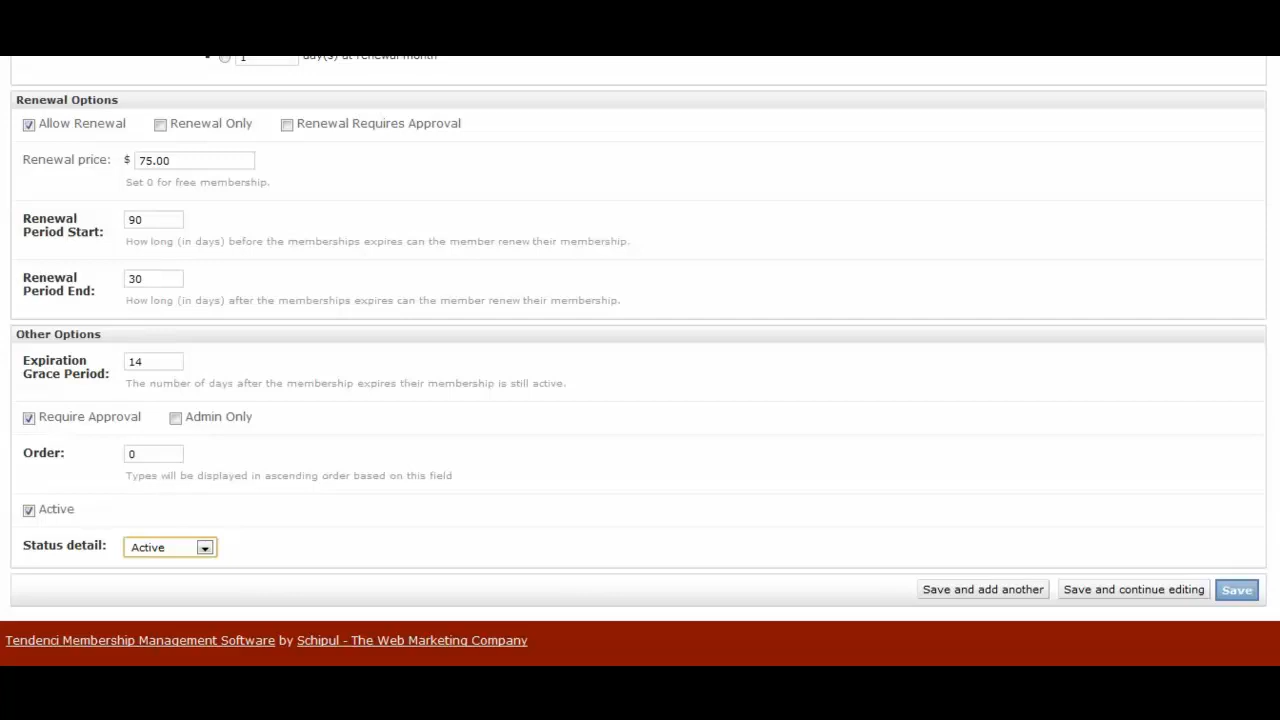 1 day(s) at renewal month
Renewal Options
Allow Renewal Renewal Only Renewal Requires Approval
Renewal price: $ 75.00
Set 0 for free membership.
Renewal Period Start: 90
How long (in days) before the memberships expires can the member renew their membership.
Renewal Period End: 30
How long (in days) after the memberships expires can the member renew their membership.
Other Options
Expiration Grace Period: 14
The number of days after the membership expires their membership is still active.
Require Approval Admin Only
Order: 0
Types will be displayed in ascending order based on this field
Active
Status detail: Active
Save and add another Save and continue editing Save
Tendenci Membership Management Software by Schipul - The Web Marketing Company